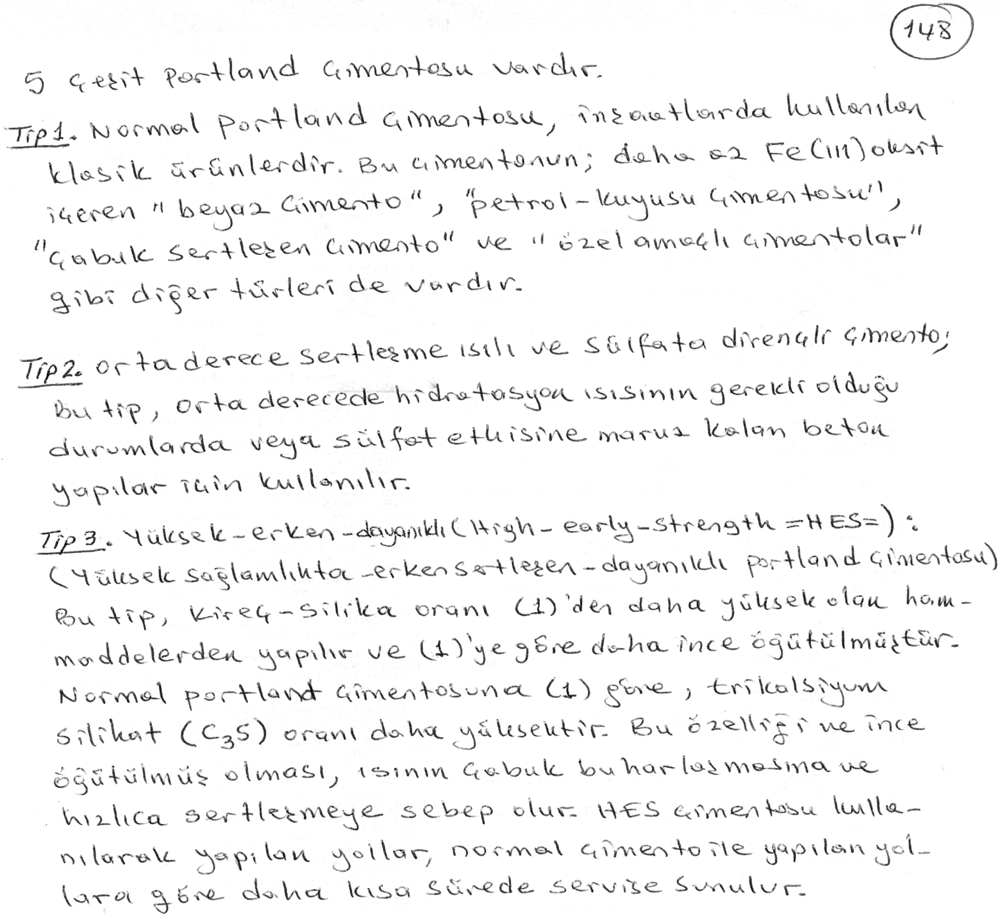 148
5 çeşit portland çimentosu vardır.
Tip1. Normal portland çimentosu, inşaatlarda kullanılan
klasik ürünlerdir. Bu çimentonun; daha az Fe(III)oksit
içeren "beyaz çimento", "petrol-kuyusu çimentosu",
"çabuk sertleşen çimento" ve "özel amaçlı çimentolar"
gibi diğer türleri de vardır.
Tip2. Orta derece sertleşme ısılı ve sülfata dirençli çimento;
Bu tip, orta derecede hidratasyon ısısının gerekli olduğu
durumlarda veya sülfat etkisine maruz kalan beton
yapılar için kullanılır.
Tip3. Yüksek-erken-dayanıklı (High-early-strength =HES=) :
(Yüksek sağlamlıkta-erken sertleşen-dayanıklı portland çimentosu)
Bu tip, kireç-silika oranı (1)'den daha yüksek olan ham-
maddelerden yapılır ve (1)'ye göre daha ince öğütülmüştür.
Normal portland çimentosuna (1) göre, trikalsiyum
silikat (C3S) oranı daha yüksektir. Bu özelliği ve ince
öğütülmüş olması, ısının çabuk buharlaşmasına ve
hızlıca sertleşmeye sebep olur. HES çimentosu kulla-
nılarak yapılan yollar, normal çimento ile yapılan yol-
lara göre daha kısa sürede servise sunulur.